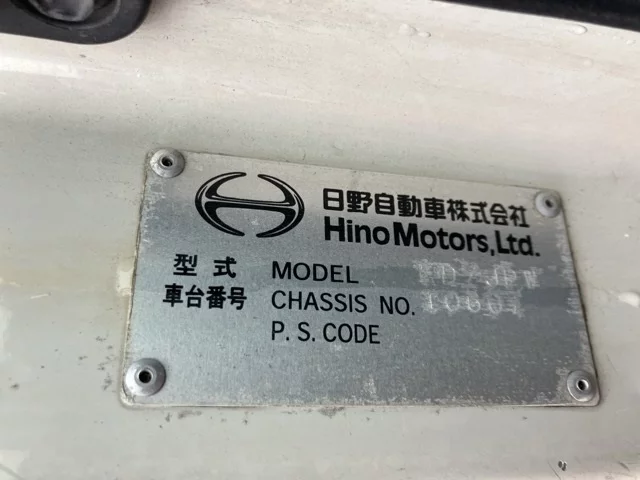 日野自動車株式会社
Hino Motors, Ltd.
型式 MODEL
車台番号 CHASSIS NO. 10601
P. S. CODE